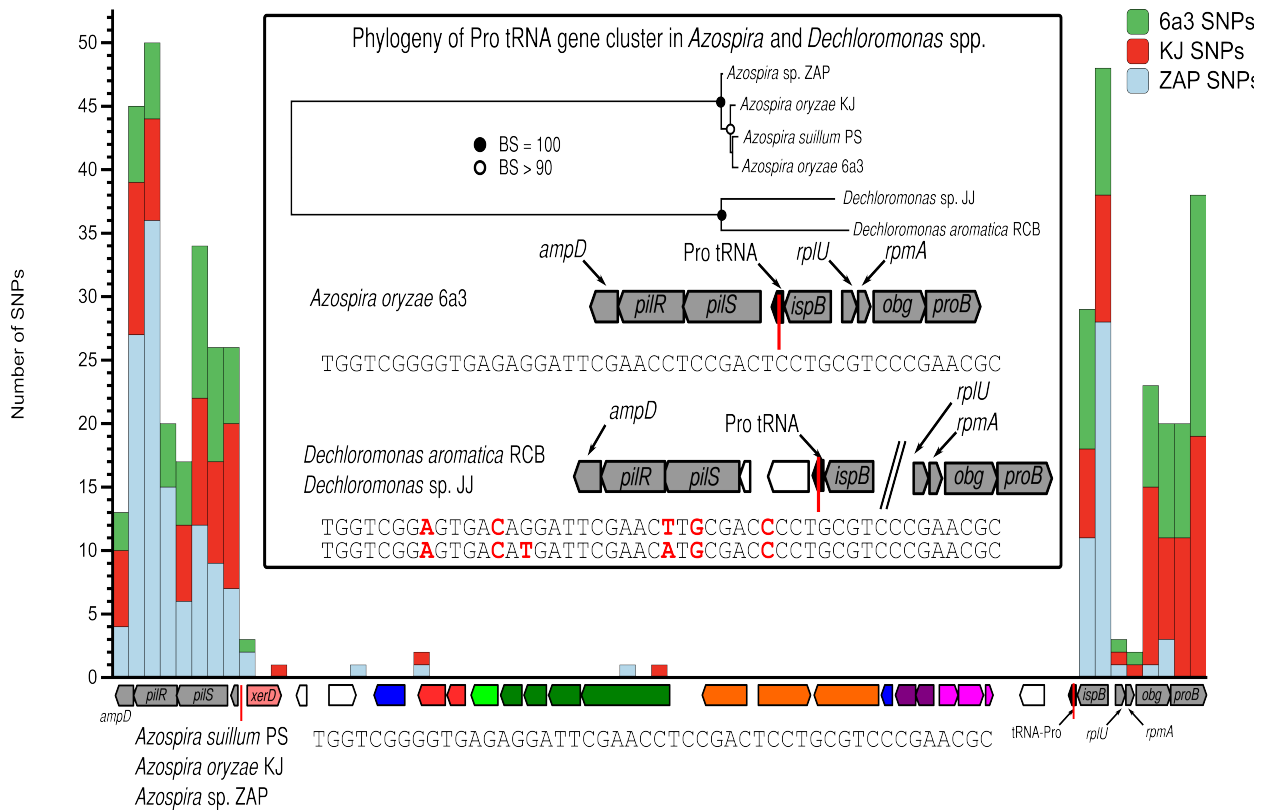 6a3 SNPs
KJ SNPs
ZAP SNPs
Number of SNPs
50
45
40
35
30
25
20
15
10
5
0
Phylogeny of Pro tRNA gene cluster in Azospira and Dechloromonas spp.
Azospira sp. ZAP
Azospira oryzae KJ
Azospira suillum PS
Azospira oryzae 6a3
BS = 100
BS > 90
Dechloromonas sp. JJ
Dechloromonas aromatica RCB
ampD Pro tRNA rplU rpmA
Azospira oryzae 6a3
pilR pilS ispB obg proB
TGGTCGGGGTGAGAGGATTCGAACCTCCGACTCCTGCGTCCCGAACGC
rplU
ampD Pro tRNA rpmA
Dechloromonas aromatica RCB
Dechloromonas sp. JJ
pilR pilS ispB obg proB
TGGTCGGAGTGACAGGATTCGAACTTGCGACCCCTGCGTCCCGAACGC
TGGTCGGAGTGACATGATTCGAACATGCGACCCCTGCGTCCCGAACGC
pilR pilS xerD ispB obg proB
ampD tRNA-Pro rplU rpmA
Azospira suillum PS
Azospira oryzae KJ
Azospira sp. ZAP
TGGTCGGGGTGAGAGGATTCGAACCTCCGACTCCTGCGTCCCGAACGC